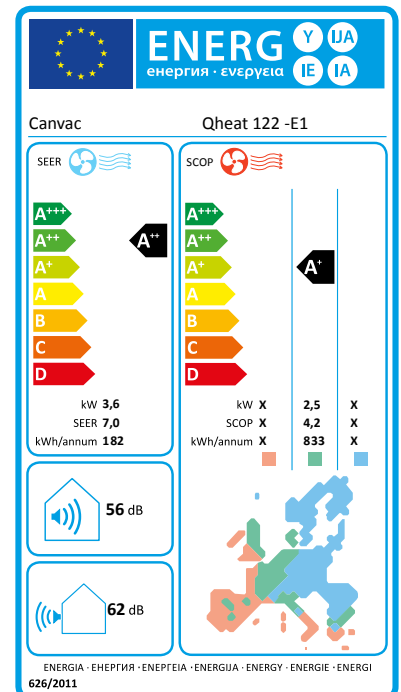 ENERG
енергия · ενεργεια
Y IJA
IE IA
Canvac Qheat 122 -E1
SEER
A+++
A++
A+
A
B
C
D
A++
kW 3,6
SEER 7,0
kWh/annum 182
SCOP
A+++
A++
A+
A
B
C
D
A+
kW X 2,5 X
SCOP X 4,2 X
kWh/annum X 833 X
56 dB
62 dB
ENERGIA · ЕНЕРГИЯ · ΕΝΕΡΓΕΙΑ · ENERGIJA · ENERGY · ENERGIE · ENERGI
626/2011